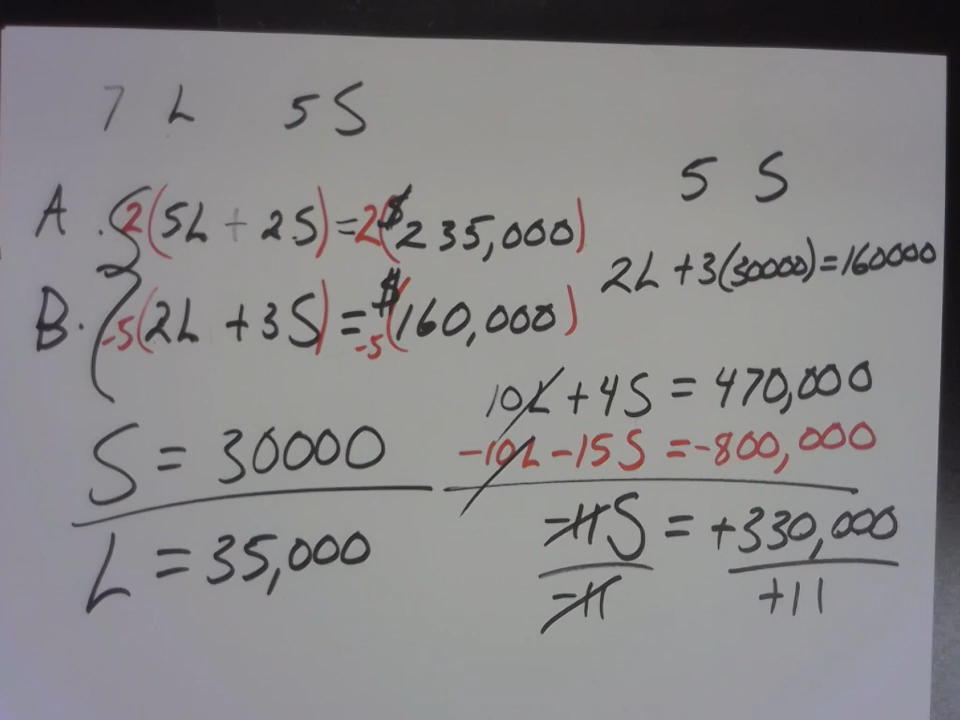 7 L 5 S
5 S
A. {2(5L + 2S) = 2($235,000)
2L + 3(30000) = 160000
B. -5(2L + 3S) = -5($160,000)
10L + 4S = 470,000
-10L - 15S = -800,000
S = 30000
-11S = +330,000
-11 +11
L = 35,000